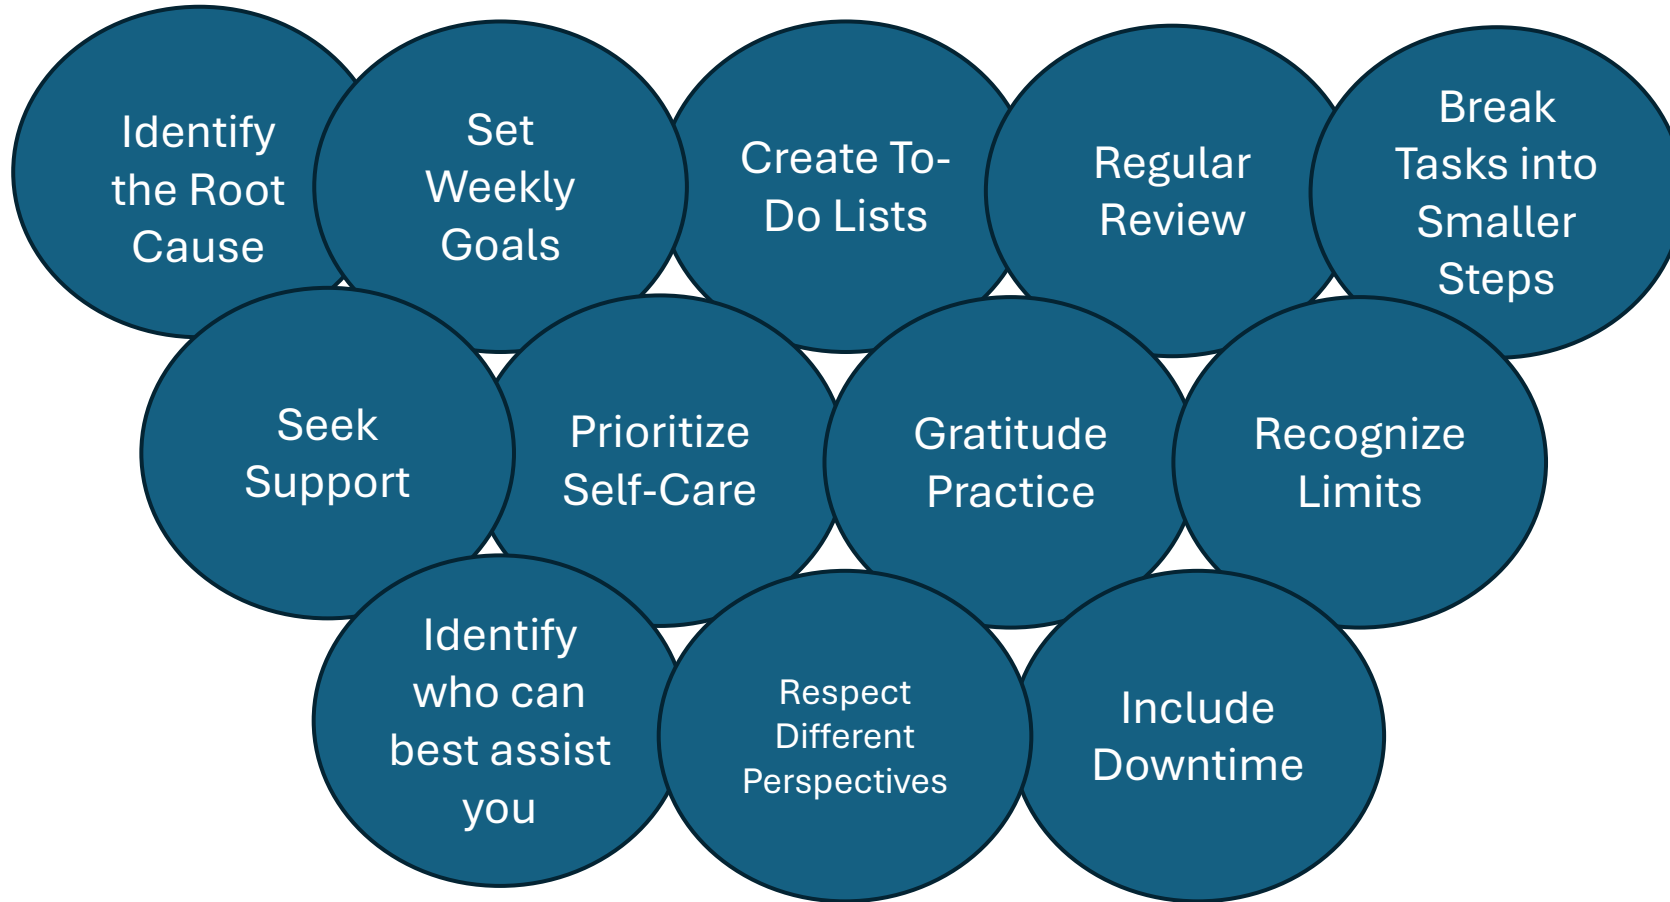 Identify
the Root
Cause
Set
Weekly
Goals
Create To-
Do Lists
Regular
Review
Break
Tasks into
Smaller
Steps
Seek
Support
Prioritize
Self-Care
Gratitude
Practice
Recognize
Limits
Identify
who can
best assist
you
Respect
Different
Perspectives
Include
Downtime